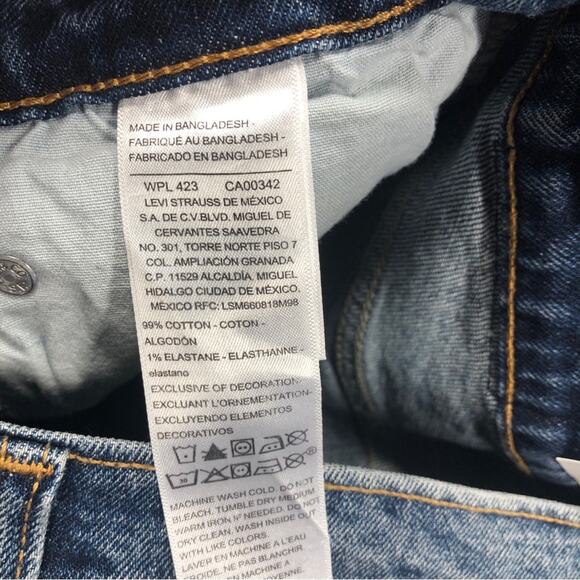 MADE IN BANGLADESH -
FABRIQUÉ AU BANGLADESH -
FABRICADO EN BANGLADESH
WPL 423 CA00342
LEVI STRAUSS DE MÉXICO
S.A. DE C.V.BLVD. MIGUEL DE
CERVANTES SAAVEDRA
NO. 301, TORRE NORTE PISO 7
COL. AMPLIACIÓN GRANADA
C.P. 11529 ALCALDÍA. MIGUEL
HIDALGO CIUDAD DE MÉXICO.
MÉXICO RFC: LSM660818M98
99% COTTON - COTON -
ALGODÓN
1% ELASTANE - ELASTHANNE -
elastano
EXCLUSIVE OF DECORATION-
EXCLUANT L'ORNEMENTATION-
EXCLUYENDO ELEMENTOS
DECORATIVOS
30
MACHINE WASH COLD. DO NOT
BLEACH. TUMBLE DRY MEDIUM
WARM IRON IF NEEDED. DO NOT
DRY CLEAN. WASH INSIDE OUT
WITH LIKE COLORS.
LAVER EN MACHINE À L'EAU
FROIDE. NE PAS BLANCHIR.